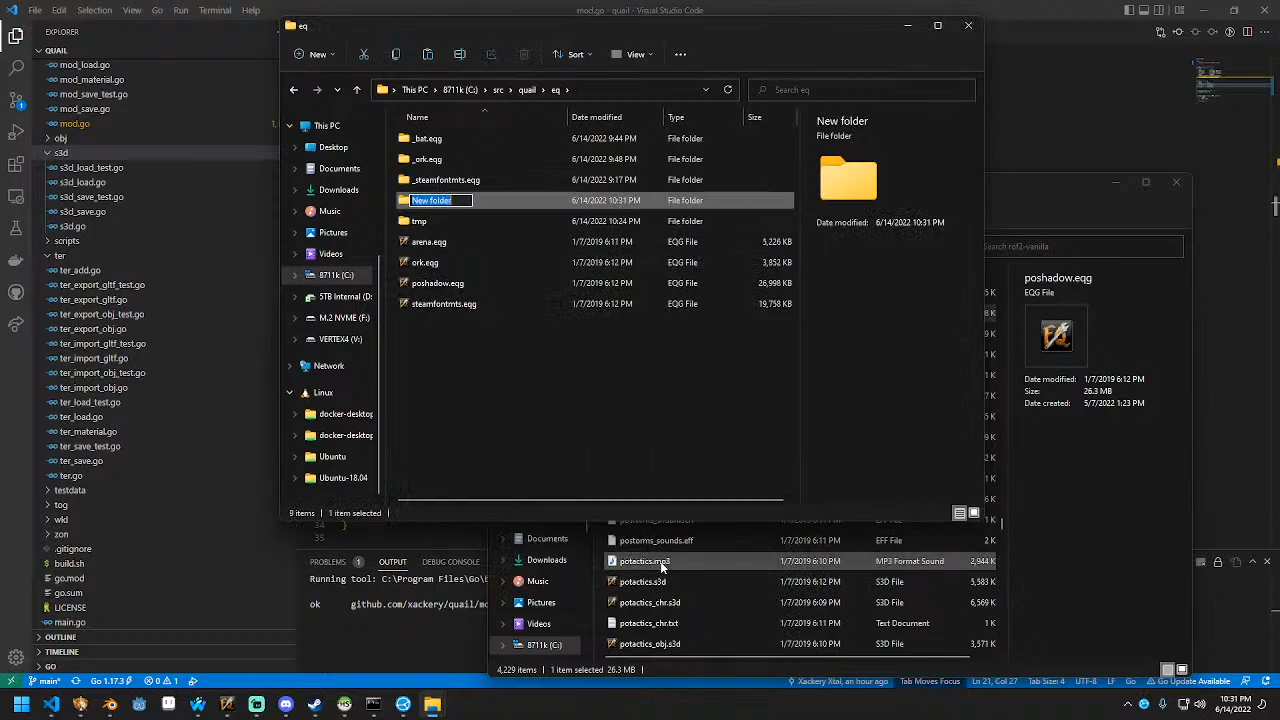 File Edit Selection View Go Run Terminal Help
mod.go - quail - Visual Studio Code
EXPLORER
QUAIL
mod_load.go
mod_material.go
mod_save_test.go
mod_save.go
mod.go
1,
obj
s3d
s3d_load_test.go
s3d_load.go
s3d_save_test.go
s3d_save.go
s3d.go
scripts
ter
ter_add.go
ter_export_gltf_test.go
ter_export_gltf.go
ter_export_obj_test.go
ter_export_obj.go
ter_import_gltf_test.go
ter_import_gltf.go
ter_import_obj_test.go
ter_import_obj.go
ter_load_test.go
ter_load.go
ter_save_test.go
ter_save.go
ter.go
testdata
tog
wld
zon
.gitignore
build.sh
go.mod
go.sum
LICENSE
main.go
OUTLINE
TIMELINE
GO
eq
New
Sort
View
This PC
8711k (C:)
quail
eq
Search eq
This PC
Desktop
Documents
Downloads
Music
Pictures
Videos
8711k (C:)
5TB Internal (D:
M.2 NVME (F:)
VERTEX4 (V:)
Network
Linux
docker-desktop
docker-desktop
Ubuntu
Ubuntu-18.04
Name Date modified Type Size
_bat.eqg 6/14/2022 9:44 PM File folder
_ork.eqg 6/14/2022 9:48 PM File folder
_steamfontmts.eqg 6/14/2022 9:17 PM File folder
New folder 6/14/2022 10:31 PM File folder
tmp 6/14/2022 10:24 PM File folder
arena.eqg 1/7/2019 6:11 PM EQG File 5,226 KB
ork.eqg 1/7/2019 6:12 PM EQG File 3,852 KB
poshadow.eqg 1/7/2019 6:12 PM EQG File 26,998 KB
steamfontmts.eqg 1/7/2019 6:12 PM EQG File 19,758 KB
New folder
File folder
Date modified: 6/14/2022 10:31 PM
9 items 1 item selected
Search rof2-vanilla
poshadow.eqg
EQG File
Date modified: 1/7/2019 6:12 PM
Size: 26.3 MB
Date created: 5/7/2022 1:23 PM
Documents
Downloads
Music
Pictures
Videos
8711k (C:)
postorms_sounds.eff 1/7/2019 6:11 PM EFF File 2 K
potactics.mp3 1/7/2019 6:10 PM MP3 Format Sound 2,944 K
potactics.s3d 1/7/2019 6:12 PM S3D File 5,583 K
potactics_chr.s3d 1/7/2019 6:09 PM S3D File 6,569 K
potactics_chr.txt 1/7/2019 6:11 PM Text Document 1 K
potactics_obj.s3d 1/7/2019 6:10 PM S3D File 3,571 K
4,229 items 1 item selected 26.3 MB
34 }
35
PROBLEMS 1 OUTPUT DEBUG CONSOLE
Running tool: C:\Program Files\Go\b
ok github.com/xackery/quail/mo
main* 0 1 Xackery Xtal, an hour ago Tab Moves Focus Ln 21, Col 27 Tab Size: 4 UTF-8 LF Go Go Update Available
10:31 PM
6/14/2022